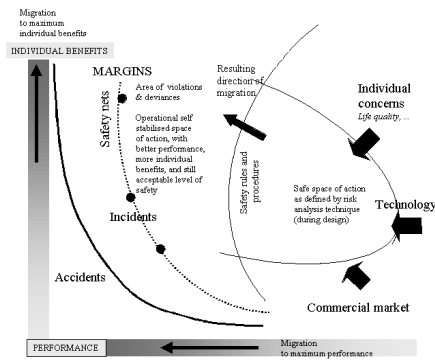 Migration
to maximum
individual benefits
INDIVIDUAL BENEFITS
MARGINS
Safety nets
Area of violations
& deviances
Operational self
stabilised space
of action, with
better performance,
more individual
benefits, and still
acceptable level of
safety
Incidents
Accidents
Resulting
direction of
migration
Safety rules and
procedures
Individual
concerns
Life quality, ...
Safe space of action
as defined by risk
analysis technique
(during design)
Technology
Commercial market
PERFORMANCE
Migration
to maximum performance